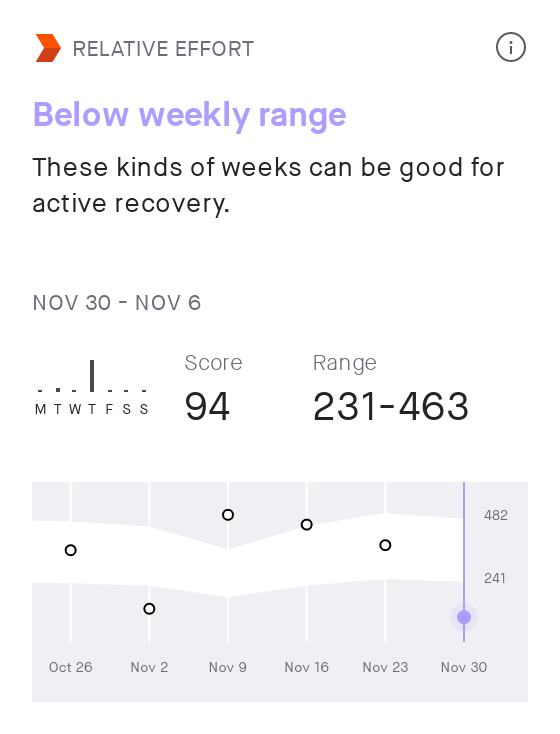 RELATIVE EFFORT
Below weekly range
These kinds of weeks can be good for
active recovery.
NOV 30 - NOV 6
Score
Range
94
231-463
M T W T F S S
482
241
Oct 26 Nov 2 Nov 9 Nov 16 Nov 23 Nov 30